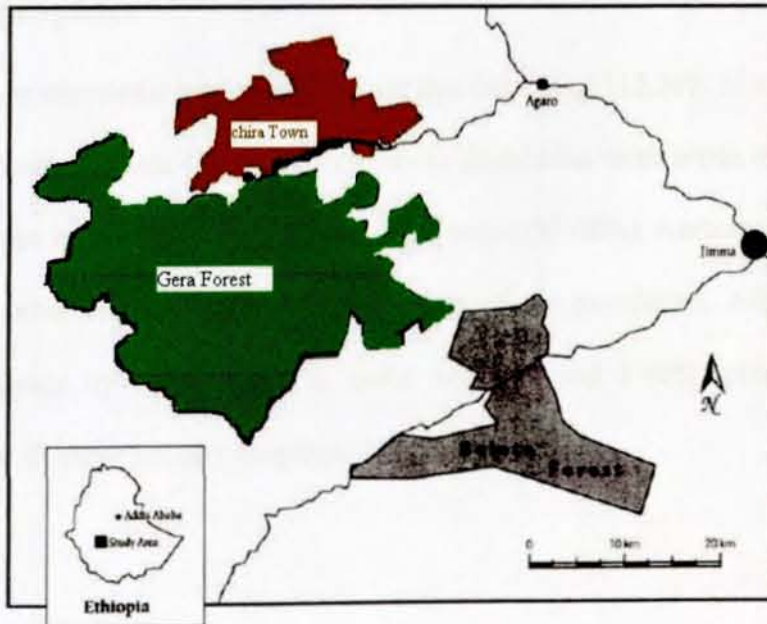 Agaro
chira Town
Jimma
Gera Forest
N
Forest
0 10 km 20 km
Addis Ababa
Study Area
Ethiopia